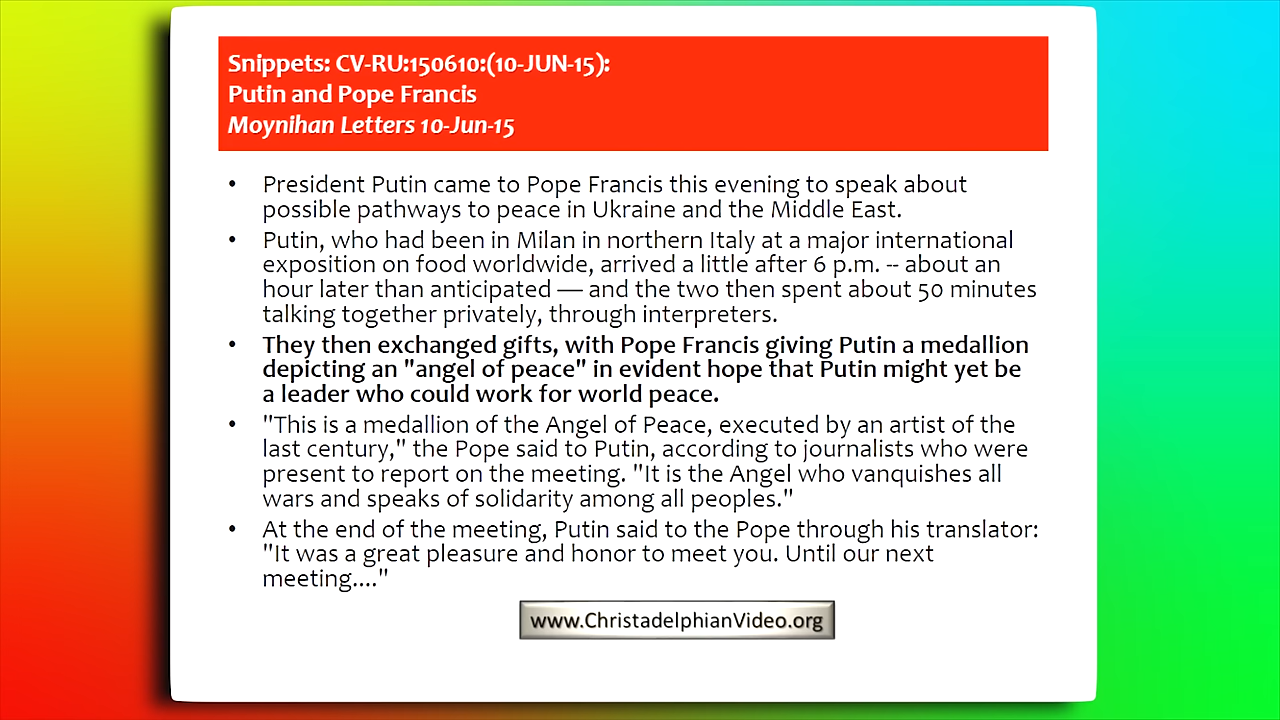 Snippets: CV-RU:150610:(10-JUN-15):
Putin and Pope Francis
Moynihan Letters 10-Jun-15
• President Putin came to Pope Francis this evening to speak about
possible pathways to peace in Ukraine and the Middle East.
• Putin, who had been in Milan in northern Italy at a major international
exposition on food worldwide, arrived a little after 6 p.m. -- about an
hour later than anticipated — and the two then spent about 50 minutes
talking together privately, through interpreters.
• They then exchanged gifts, with Pope Francis giving Putin a medallion
depicting an "angel of peace" in evident hope that Putin might yet be
a leader who could work for world peace.
• "This is a medallion of the Angel of Peace, executed by an artist of the
last century," the Pope said to Putin, according to journalists who were
present to report on the meeting. "It is the Angel who vanquishes all
wars and speaks of solidarity among all peoples."
• At the end of the meeting, Putin said to the Pope through his translator:
"It was a great pleasure and honor to meet you. Until our next
meeting...."
www.ChristadelphianVideo.org